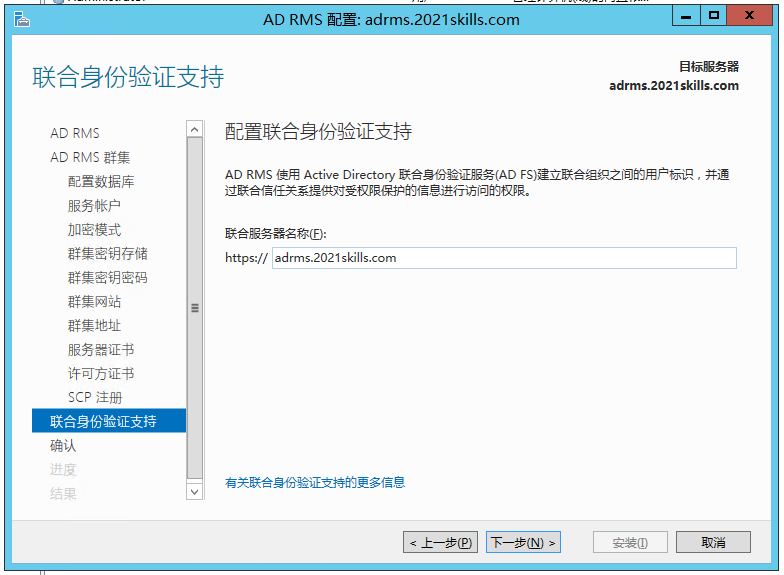 AD RMS 配置: adrms.2021skills.com
联合身份验证支持
目标服务器
adrms.2021skills.com
AD RMS
AD RMS 群集
配置数据库
服务帐户
加密模式
群集密钥存储
群集密钥密码
群集网站
群集地址
服务器证书
许可方证书
SCP 注册
联合身份验证支持
确认
进度
结果
配置联合身份验证支持
AD RMS 使用 Active Directory 联合身份验证服务(AD FS)建立联合组织之间的用户标识，并通
过联合信任关系提供对受权限保护的信息进行访问的权限。
联合服务器名称(F):
https:// adrms.2021skills.com
有关联合身份验证支持的更多信息
< 上一步(P)
下一步(N) >
安装(I)
取消